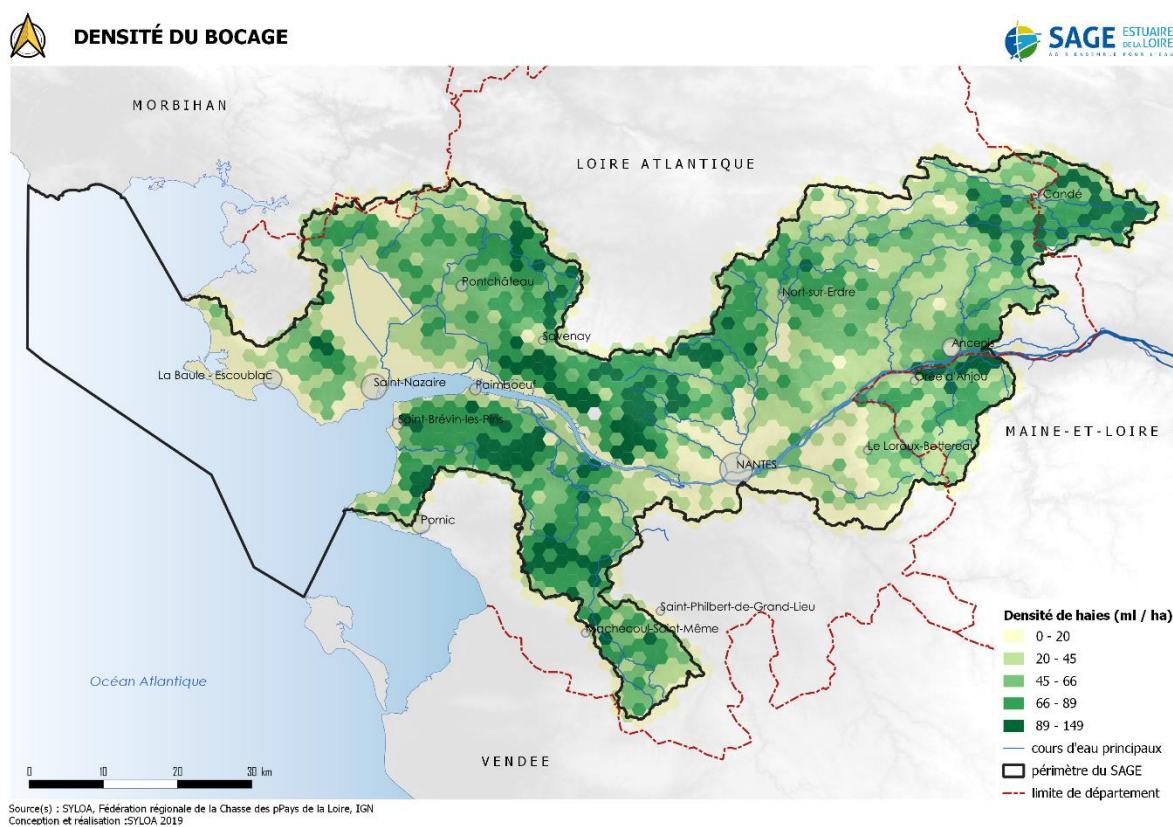 DENSITÉ DU BOCAGE
SAGE
ESTUAIRE
DE LA LOIRE
MORBIHAN
LOIRE ATLANTIQUE
Candé
Pontchâteau
Nort-sur-Erdre
Savenay
Ancenis
La Baule - Escoublac
Saint-Nazaire
Paimboeuf
Orée d'Anjou
Saint-Brévin-les-Pins
MAINE-ET-LOIRE
Le Loroux-Bottereau
NANTES
Pornic
Saint-Philbert-de-Grand-Lieu
Machecoul-Saint-Même
Océan Atlantique
VENDEE
Densité de haies (ml / ha)
0 - 20
20 - 45
45 - 66
66 - 89
89 - 149
cours d'eau principaux
périmètre du SAGE
limite de département
0 10 20 30 km
Source(s) : SYLOA, Fédération régionale de la Chasse des pPays de la Loire, IGN
Conception et réalisation :SYLOA 2019